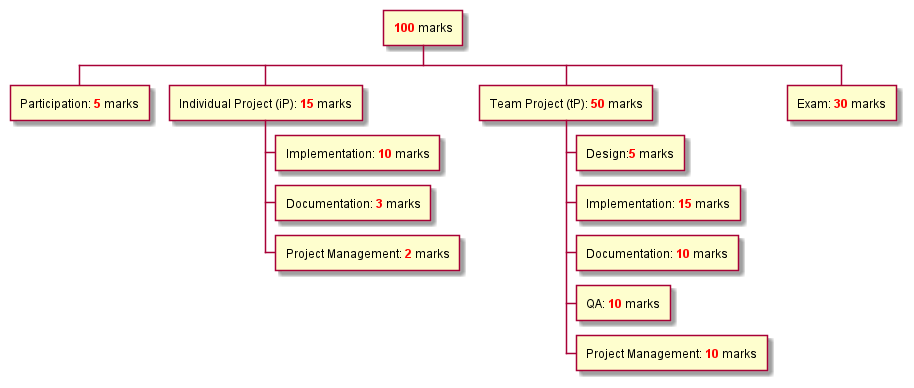 100 marks
Participation: 5 marks
Individual Project (iP): 15 marks
Team Project (tP): 50 marks
Exam: 30 marks
Implementation: 10 marks
Documentation: 3 marks
Project Management: 2 marks
Design:5 marks
Implementation: 15 marks
Documentation: 10 marks
QA: 10 marks
Project Management: 10 marks